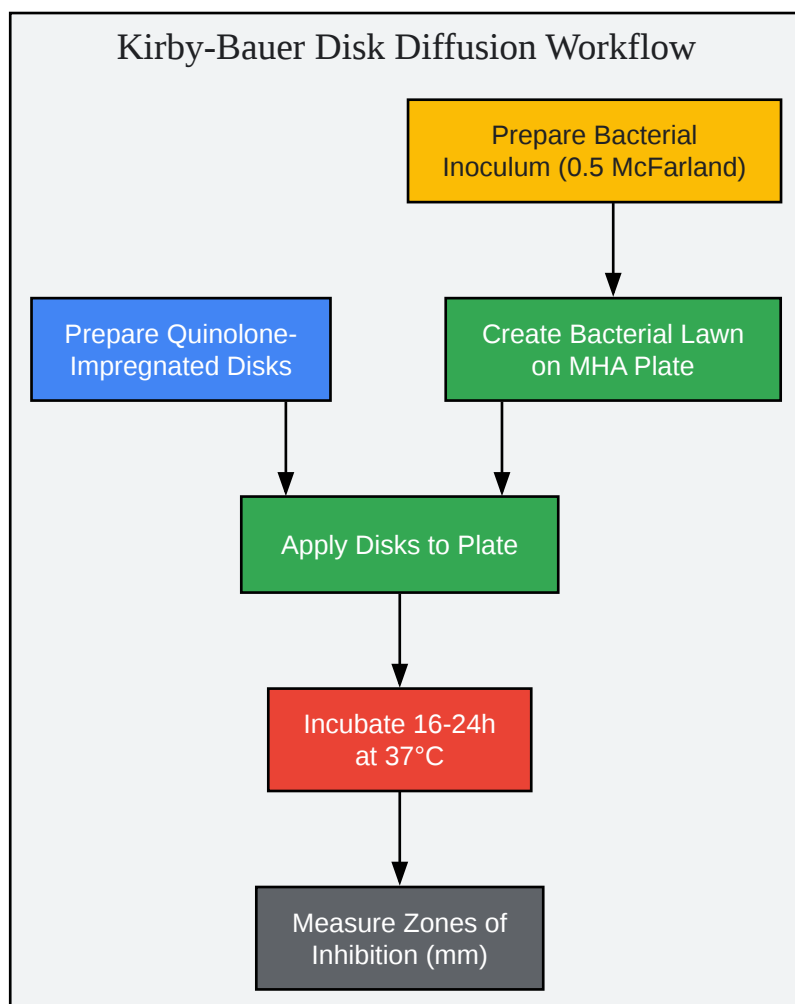 Kirby-Bauer Disk Diffusion Workflow
Prepare Bacterial
Inoculum (0.5 McFarland)
Prepare Quinolone-
Impregnated Disks
Create Bacterial Lawn
on MHA Plate
Apply Disks to Plate
Incubate 16-24h
at 37°C
Measure Zones of
Inhibition (mm)